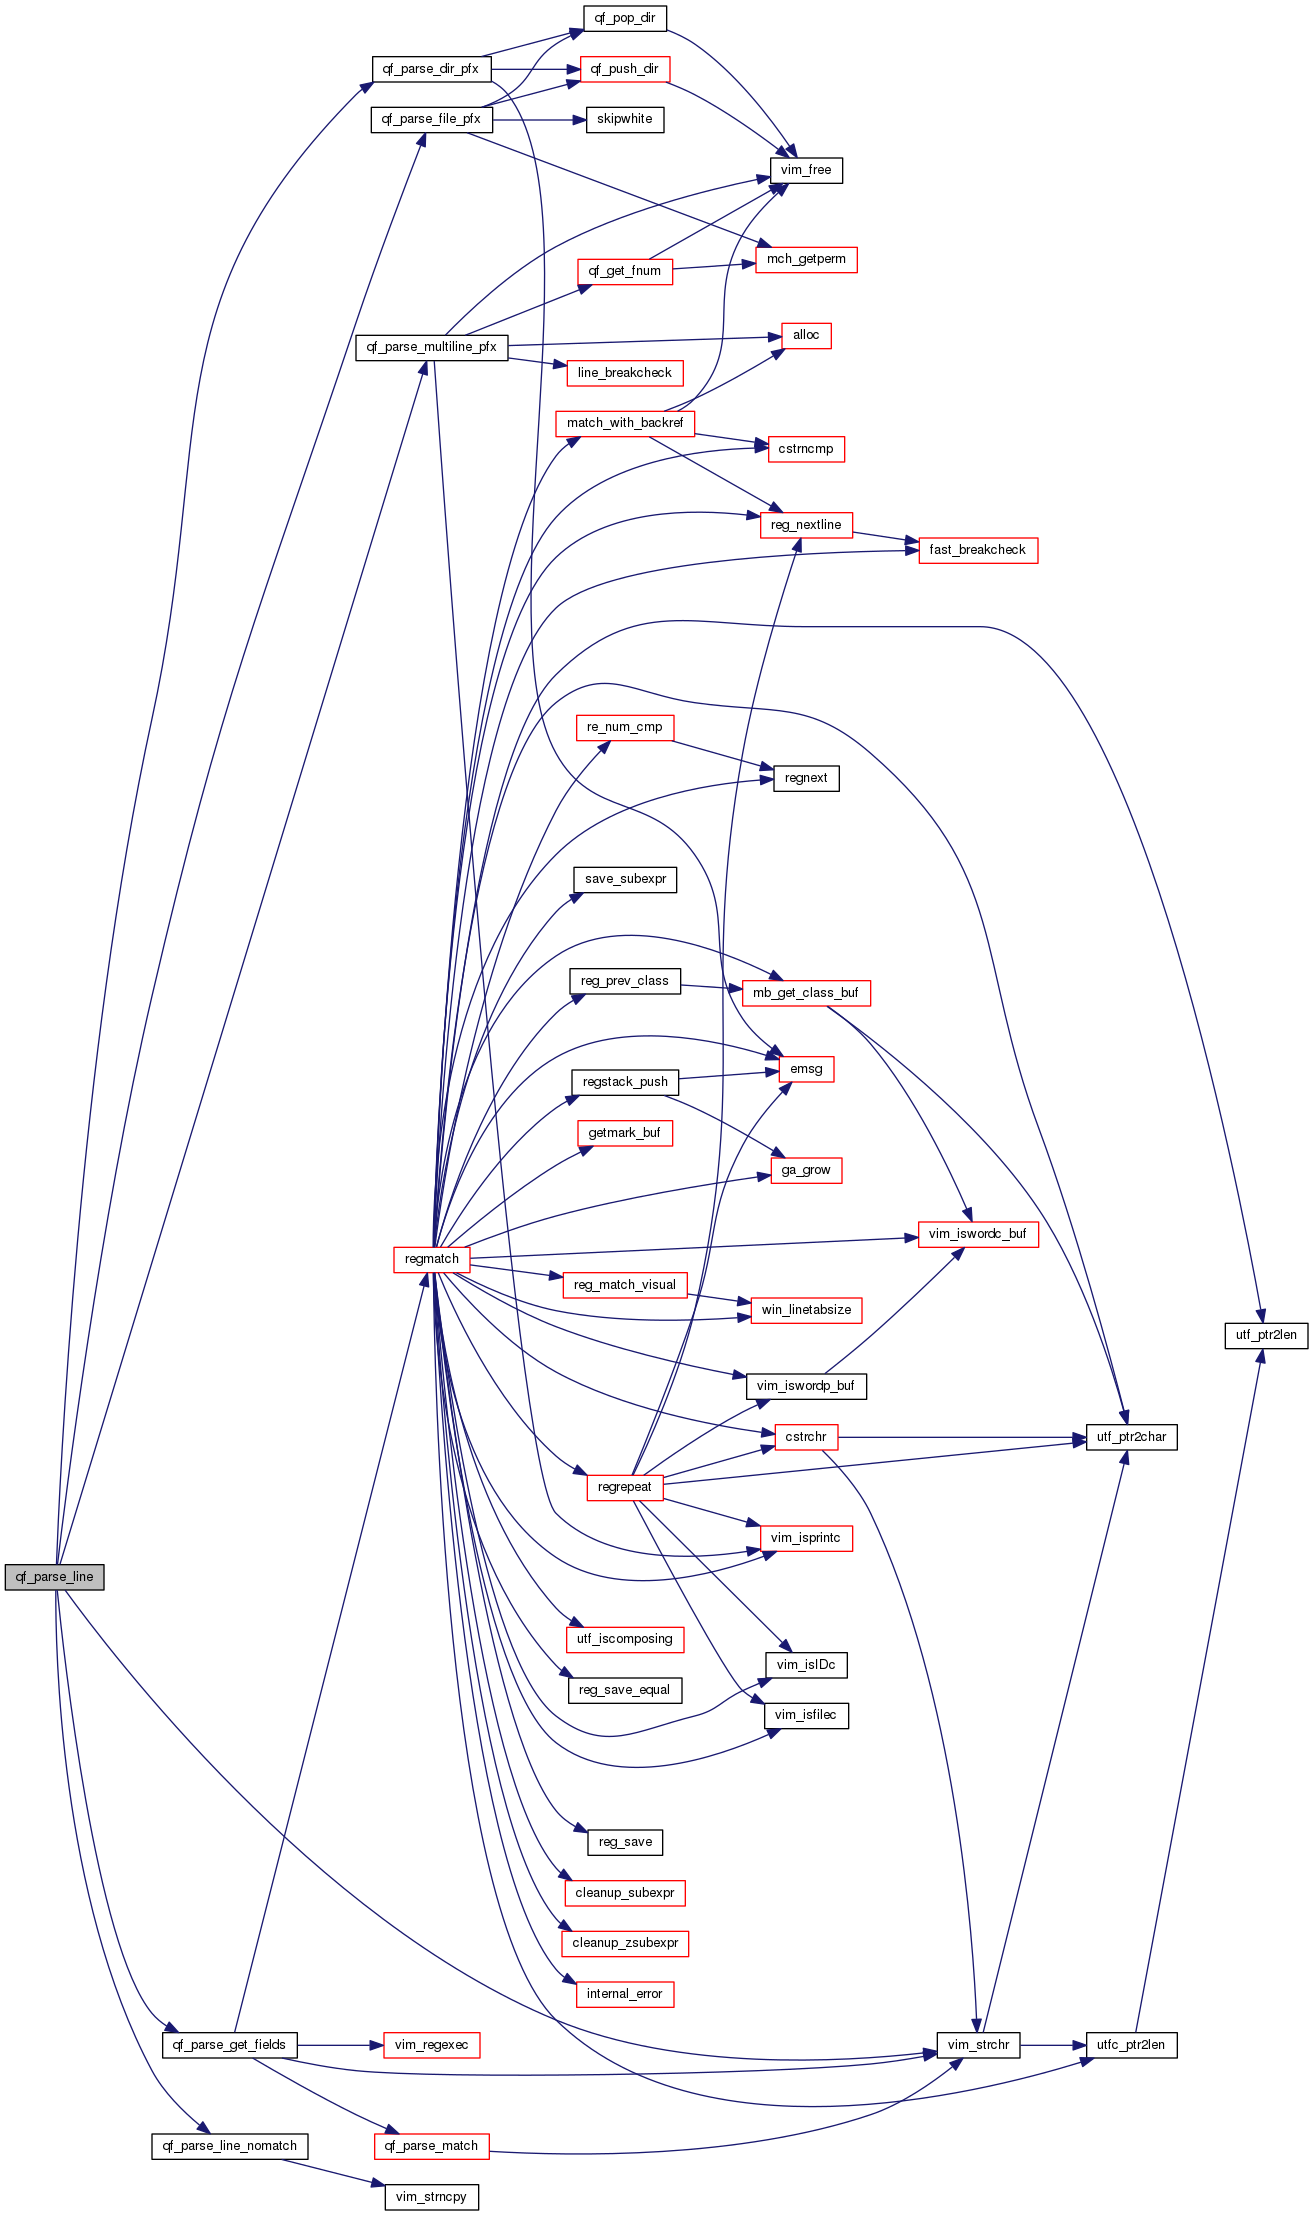 qf_pop_dir
qf_parse_dir_pfx
qf_push_dir
qf_parse_file_pfx
skipwhite
vim_free
mch_getperm
qf_get_fnum
alloc
qf_parse_multiline_pfx
line_breakcheck
match_with_backref
cstrncmp
reg_nextline
fast_breakcheck
re_num_cmp
regnext
save_subexpr
reg_prev_class
mb_get_class_buf
emsg
regstack_push
getmark_buf
ga_grow
vim_iswordc_buf
regmatch
reg_match_visual
win_linetabsize
utf_ptr2len
vim_iswordp_buf
cstrchr
utf_ptr2char
regrepeat
vim_isprintc
qf_parse_line
utf_iscomposing
vim_isIDc
reg_save_equal
vim_isfilec
reg_save
cleanup_subexpr
cleanup_zsubexpr
internal_error
qf_parse_get_fields
vim_regexec
vim_strchr
utfc_ptr2len
qf_parse_line_nomatch
qf_parse_match
vim_strncpy